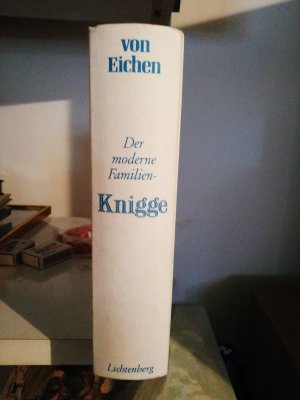 von
Eichen
Der
moderne
Familien-
Knigge
Lichtenberg